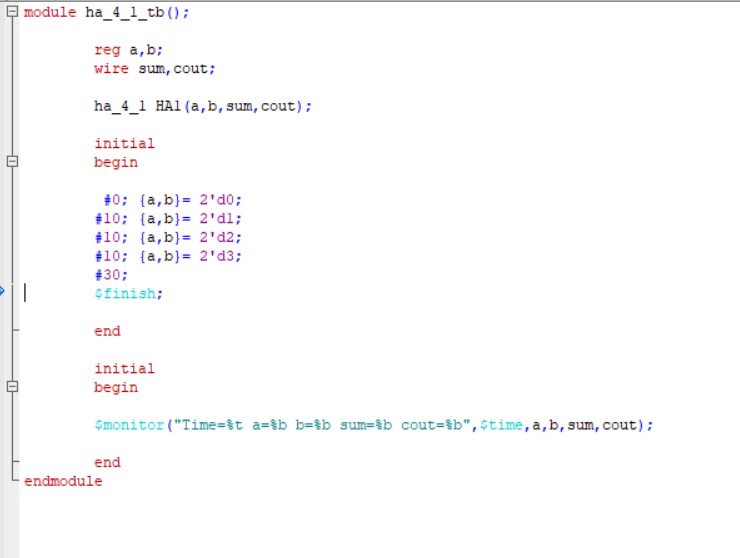 module ha_4_1_tb();
reg a,b;
wire sum,cout;
ha_4_1 HA1(a,b,sum,cout);
initial
begin
#0; {a,b}= 2'd0;
#10; {a,b}= 2'd1;
#10; {a,b}= 2'd2;
#10; {a,b}= 2'd3;
#30;
$finish;
end
initial
begin
$monitor("Time=%t a=%b b=%b sum=%b cout=%b",$time,a,b,sum,cout);
end
endmodule